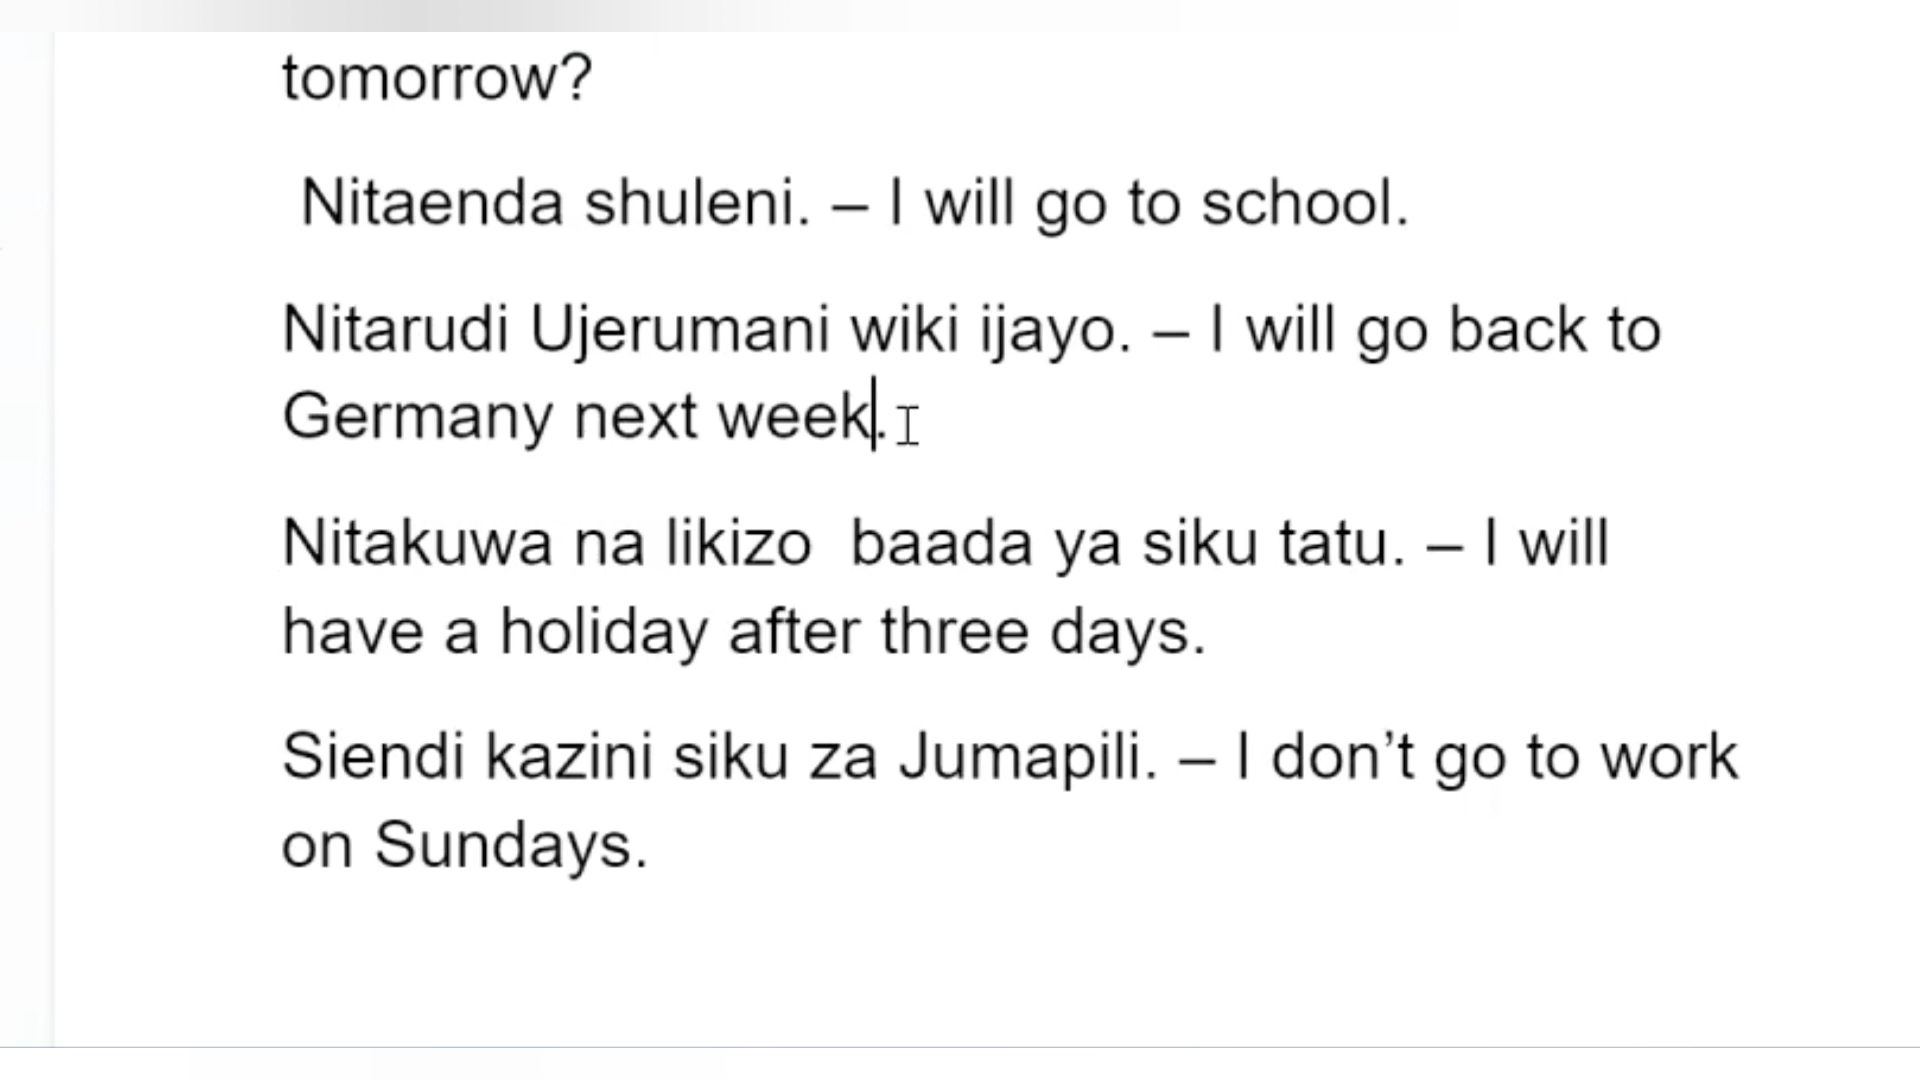 tomorrow?
Nitaenda shuleni. – I will go to school.
Nitarudi Ujerumani wiki ijayo. – I will go back to
Germany next week.
Nitakuwa na likizo  baada ya siku tatu. – I will
have a holiday after three days.
Siendi kazini siku za Jumapili. – I don’t go to work
on Sundays.